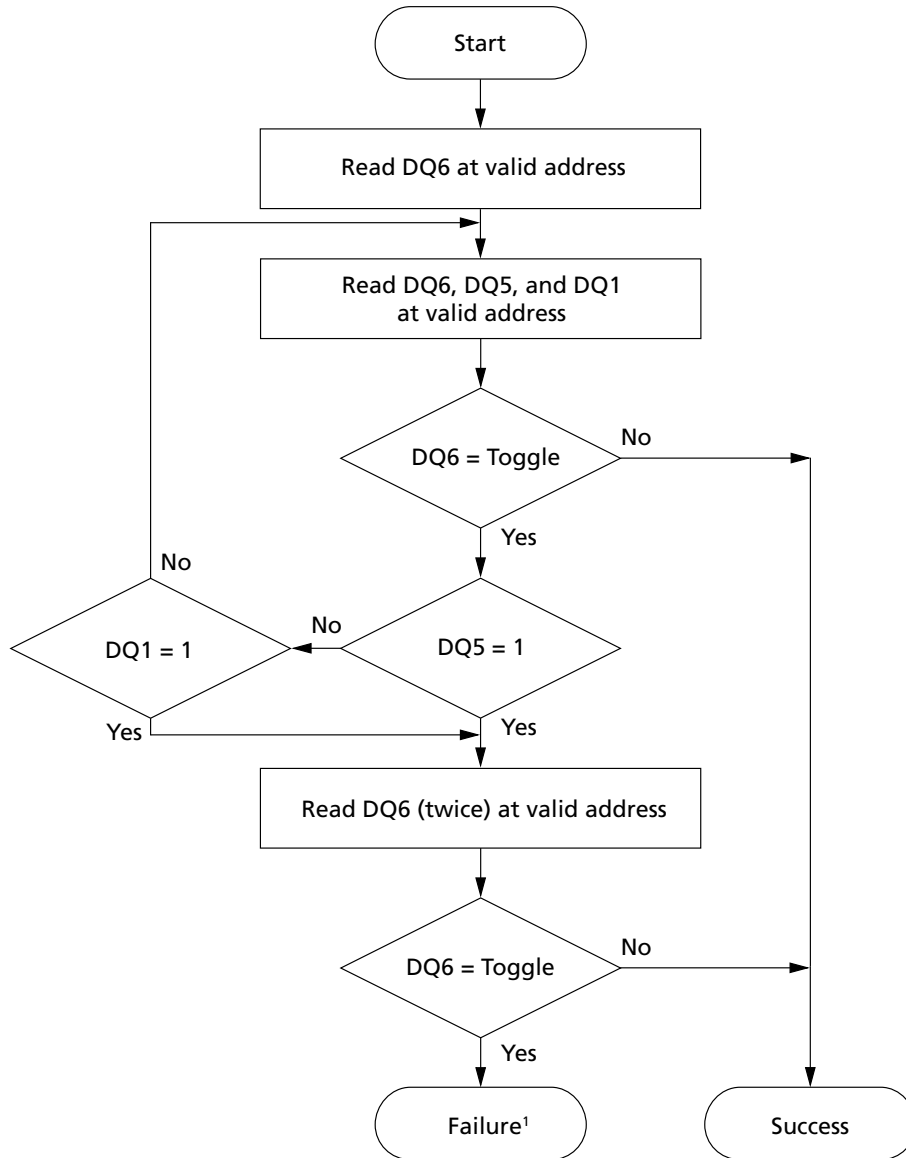 Start
Read DQ6 at valid address
Read DQ6, DQ5, and DQ1
at valid address
DQ6 = Toggle
No
Yes
No
DQ1 = 1
No
DQ5 = 1
Yes
Yes
Read DQ6 (twice) at valid address
DQ6 = Toggle
No
Yes
Failure¹
Success